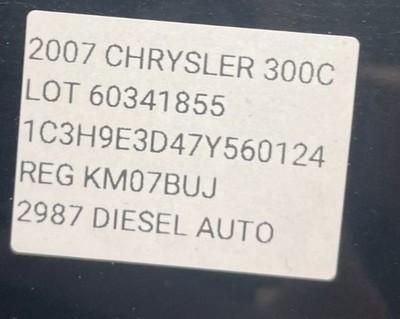 2007 CHRYSLER 300C
LOT 60341855
1C3H9E3D47Y560124
REG KM07BUJ
2987 DIESEL AUTO